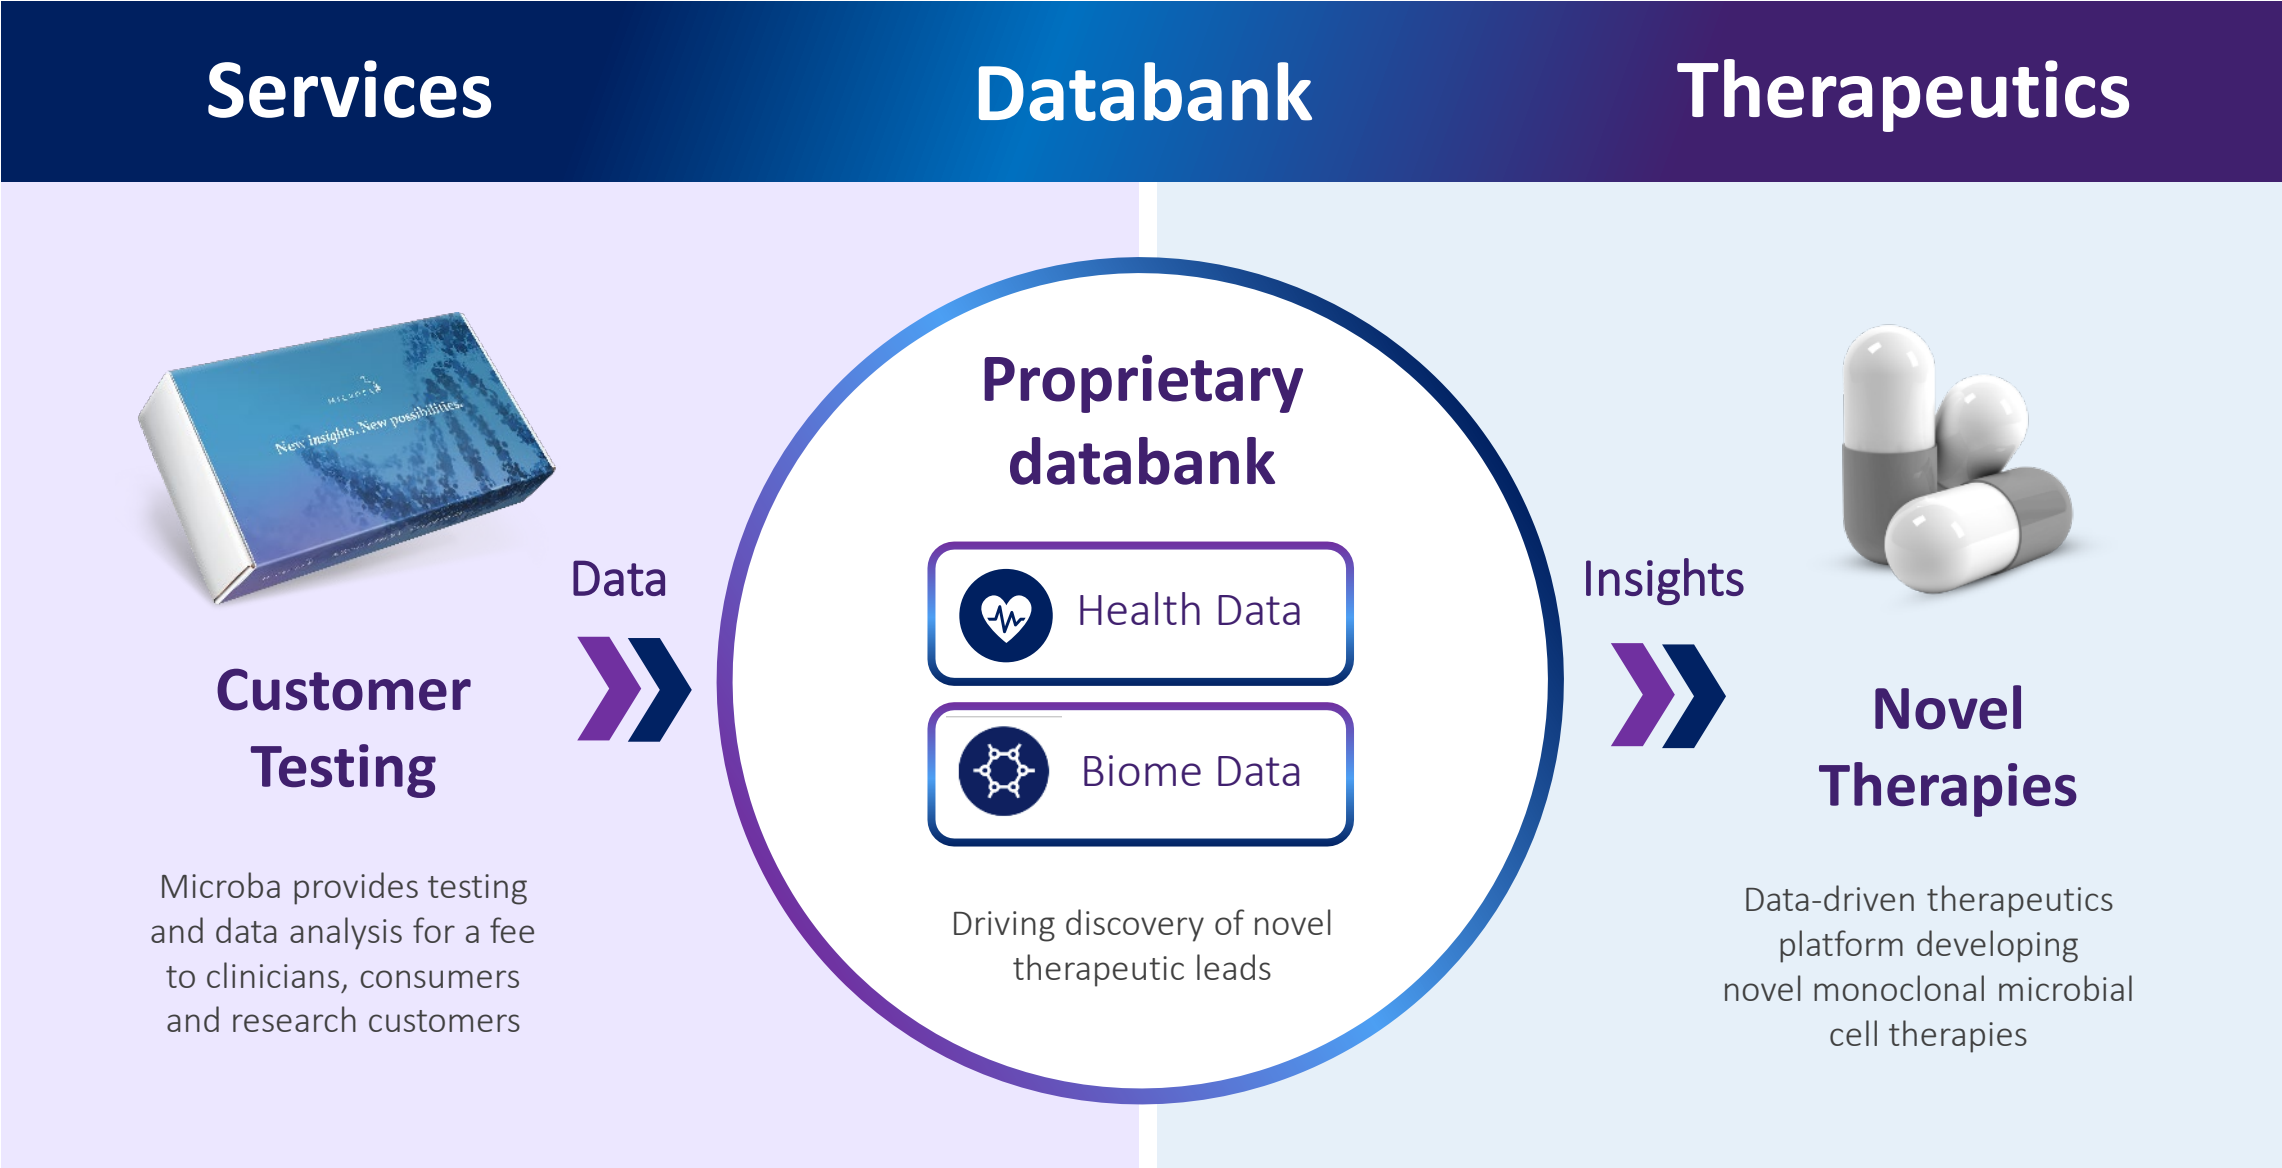 Services
Databank
Therapeutics
New insights. New possibilities.
Data
Customer
Testing
Microba provides testing
and data analysis for a fee
to clinicians, consumers
and research customers
Proprietary
databank
Health Data
Biome Data
Driving discovery of novel
therapeutic leads
Insights
Novel
Therapies
Data-driven therapeutics
platform developing
novel monoclonal microbial
cell therapies